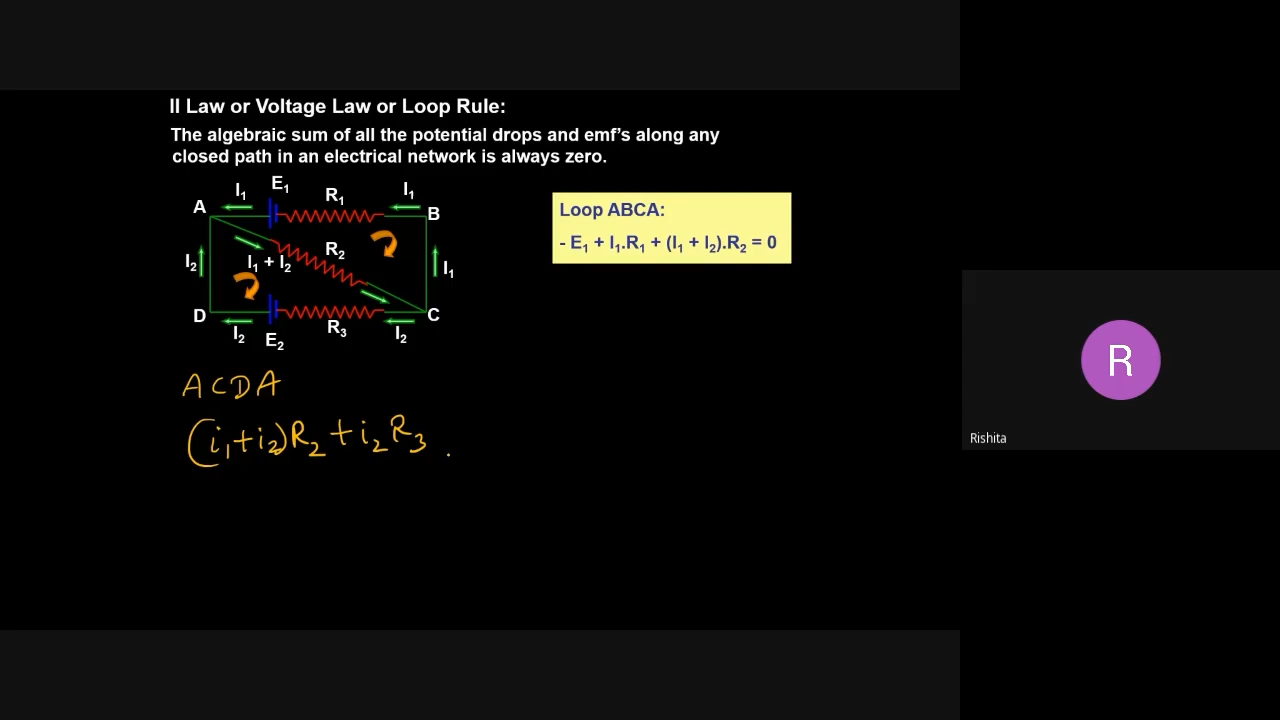 II Law or Voltage Law or Loop Rule:
The algebraic sum of all the potential drops and emf's along any
closed path in an electrical network is always zero.
I₁ E₁ R₁ I₁
A B
Loop ABCA:
- E₁ + I₁.R₁ + (I₁ + I₂).R₂ = 0
R₂
I₂ I₁ + I₂ I₁
D C
I₂ E₂ R₃ I₂
A C D A
(i₁+i₂)R₂ + i₂R₃ .
R
Rishita